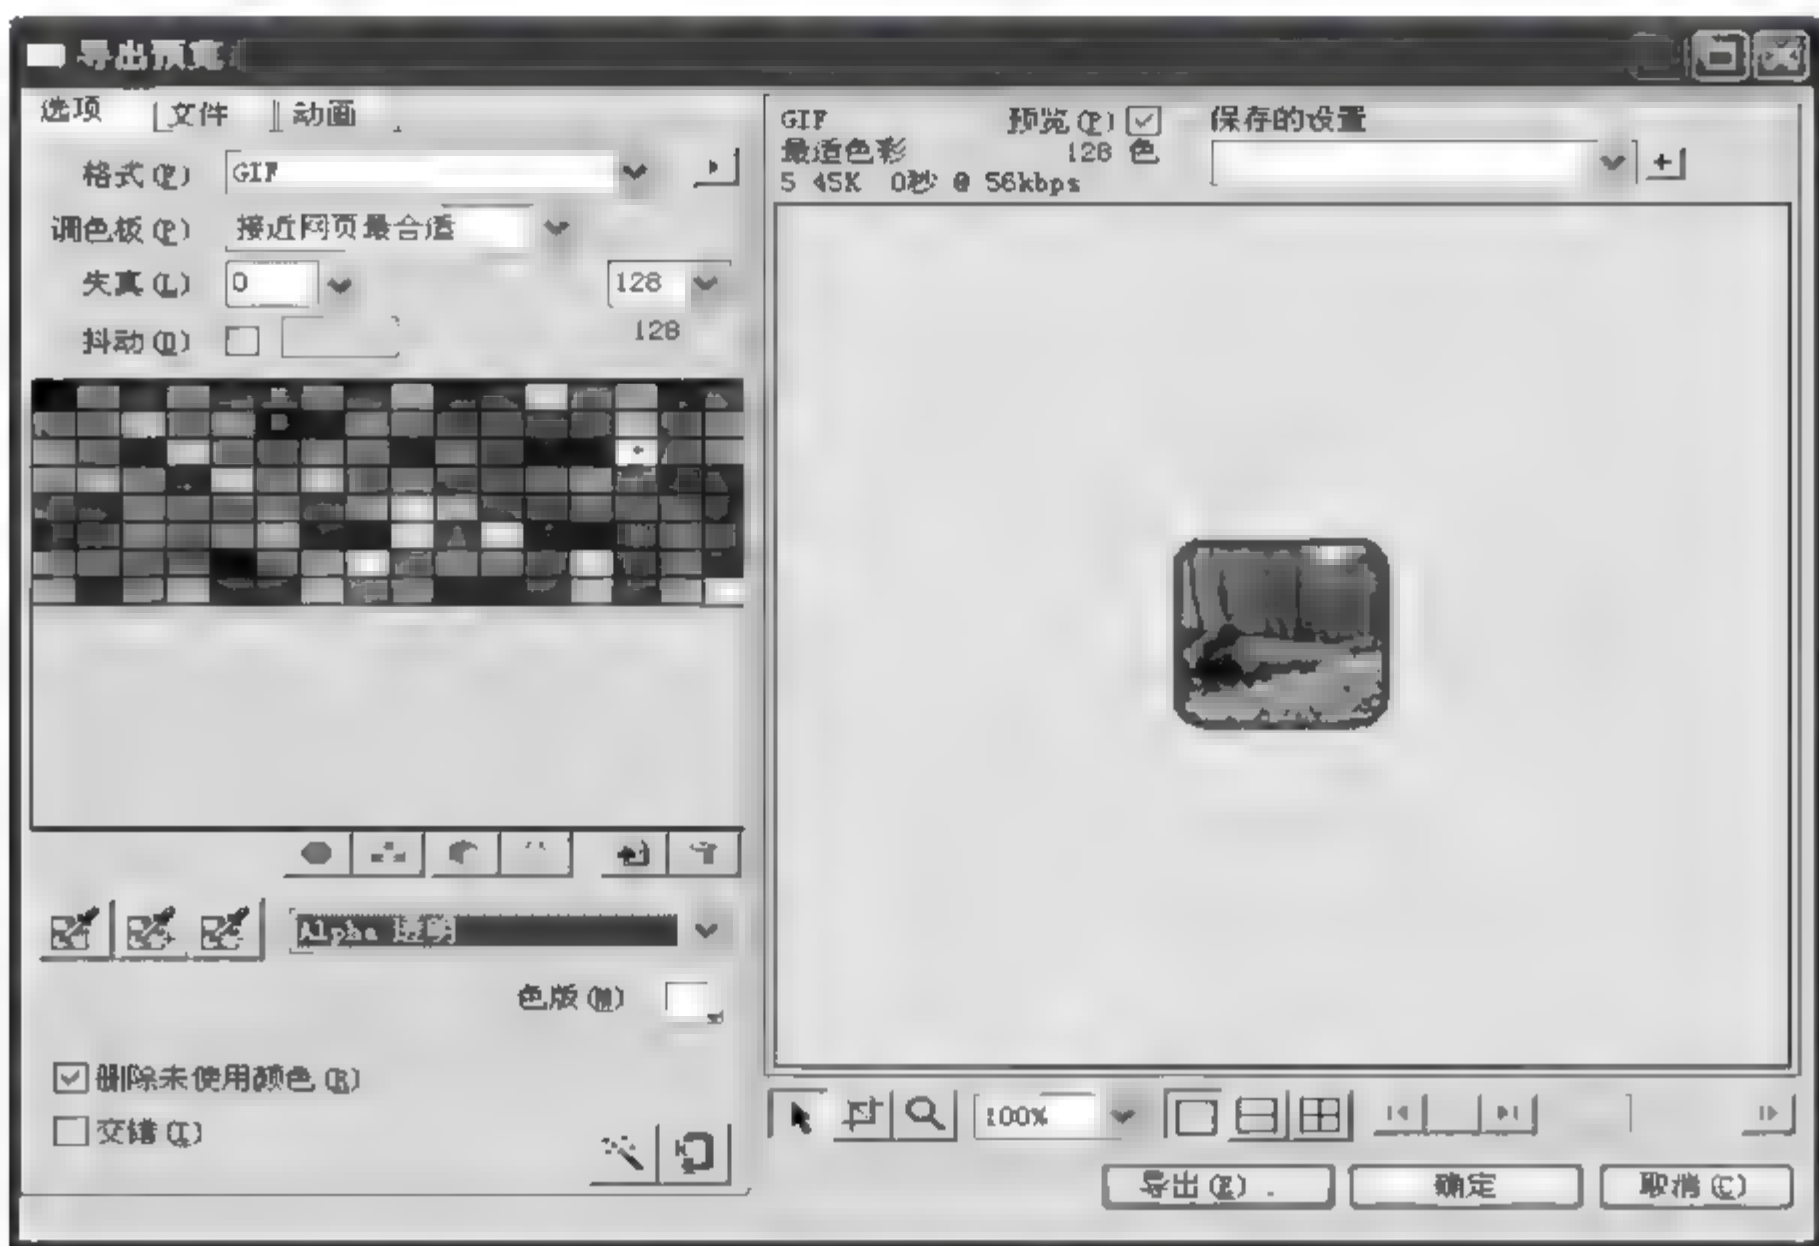 导出预览
选项 文件 动画
格式(F) GIF
调色板(P) 接近网页最合适
失真(L) 0 128
抖动(D) 128
Alpha 透明
色版(M)
删除未使用颜色(R)
交错(I)
GIF 预览(P) 保存的设置
最适色彩 128 色
5 45K 0秒 @ 56kbps
100%
导出(E) 确定 取消(C)